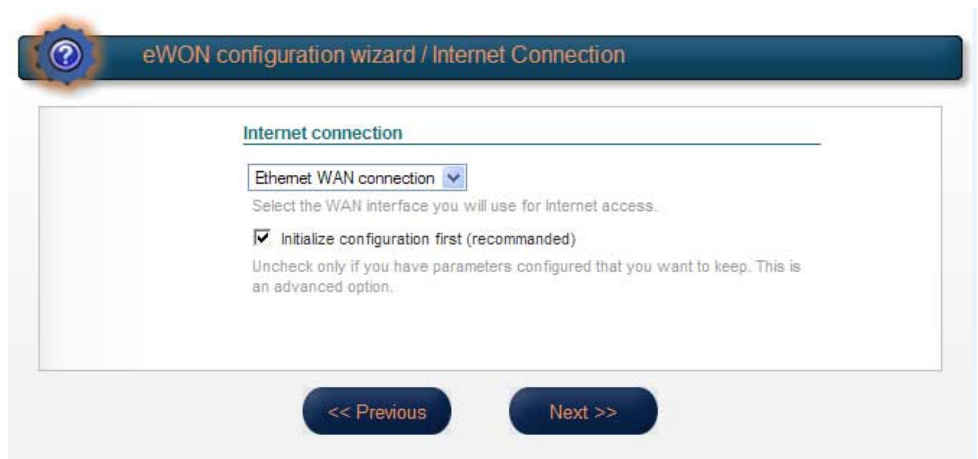 eWON configuration wizard / Internet Connection
Internet connection
Ethernet WAN connection
Select the WAN interface you will use for Internet access.
Initialize configuration first (recommanded)
Uncheck only if you have parameters configured that you want to keep. This is
an advanced option.
<< Previous
Next >>